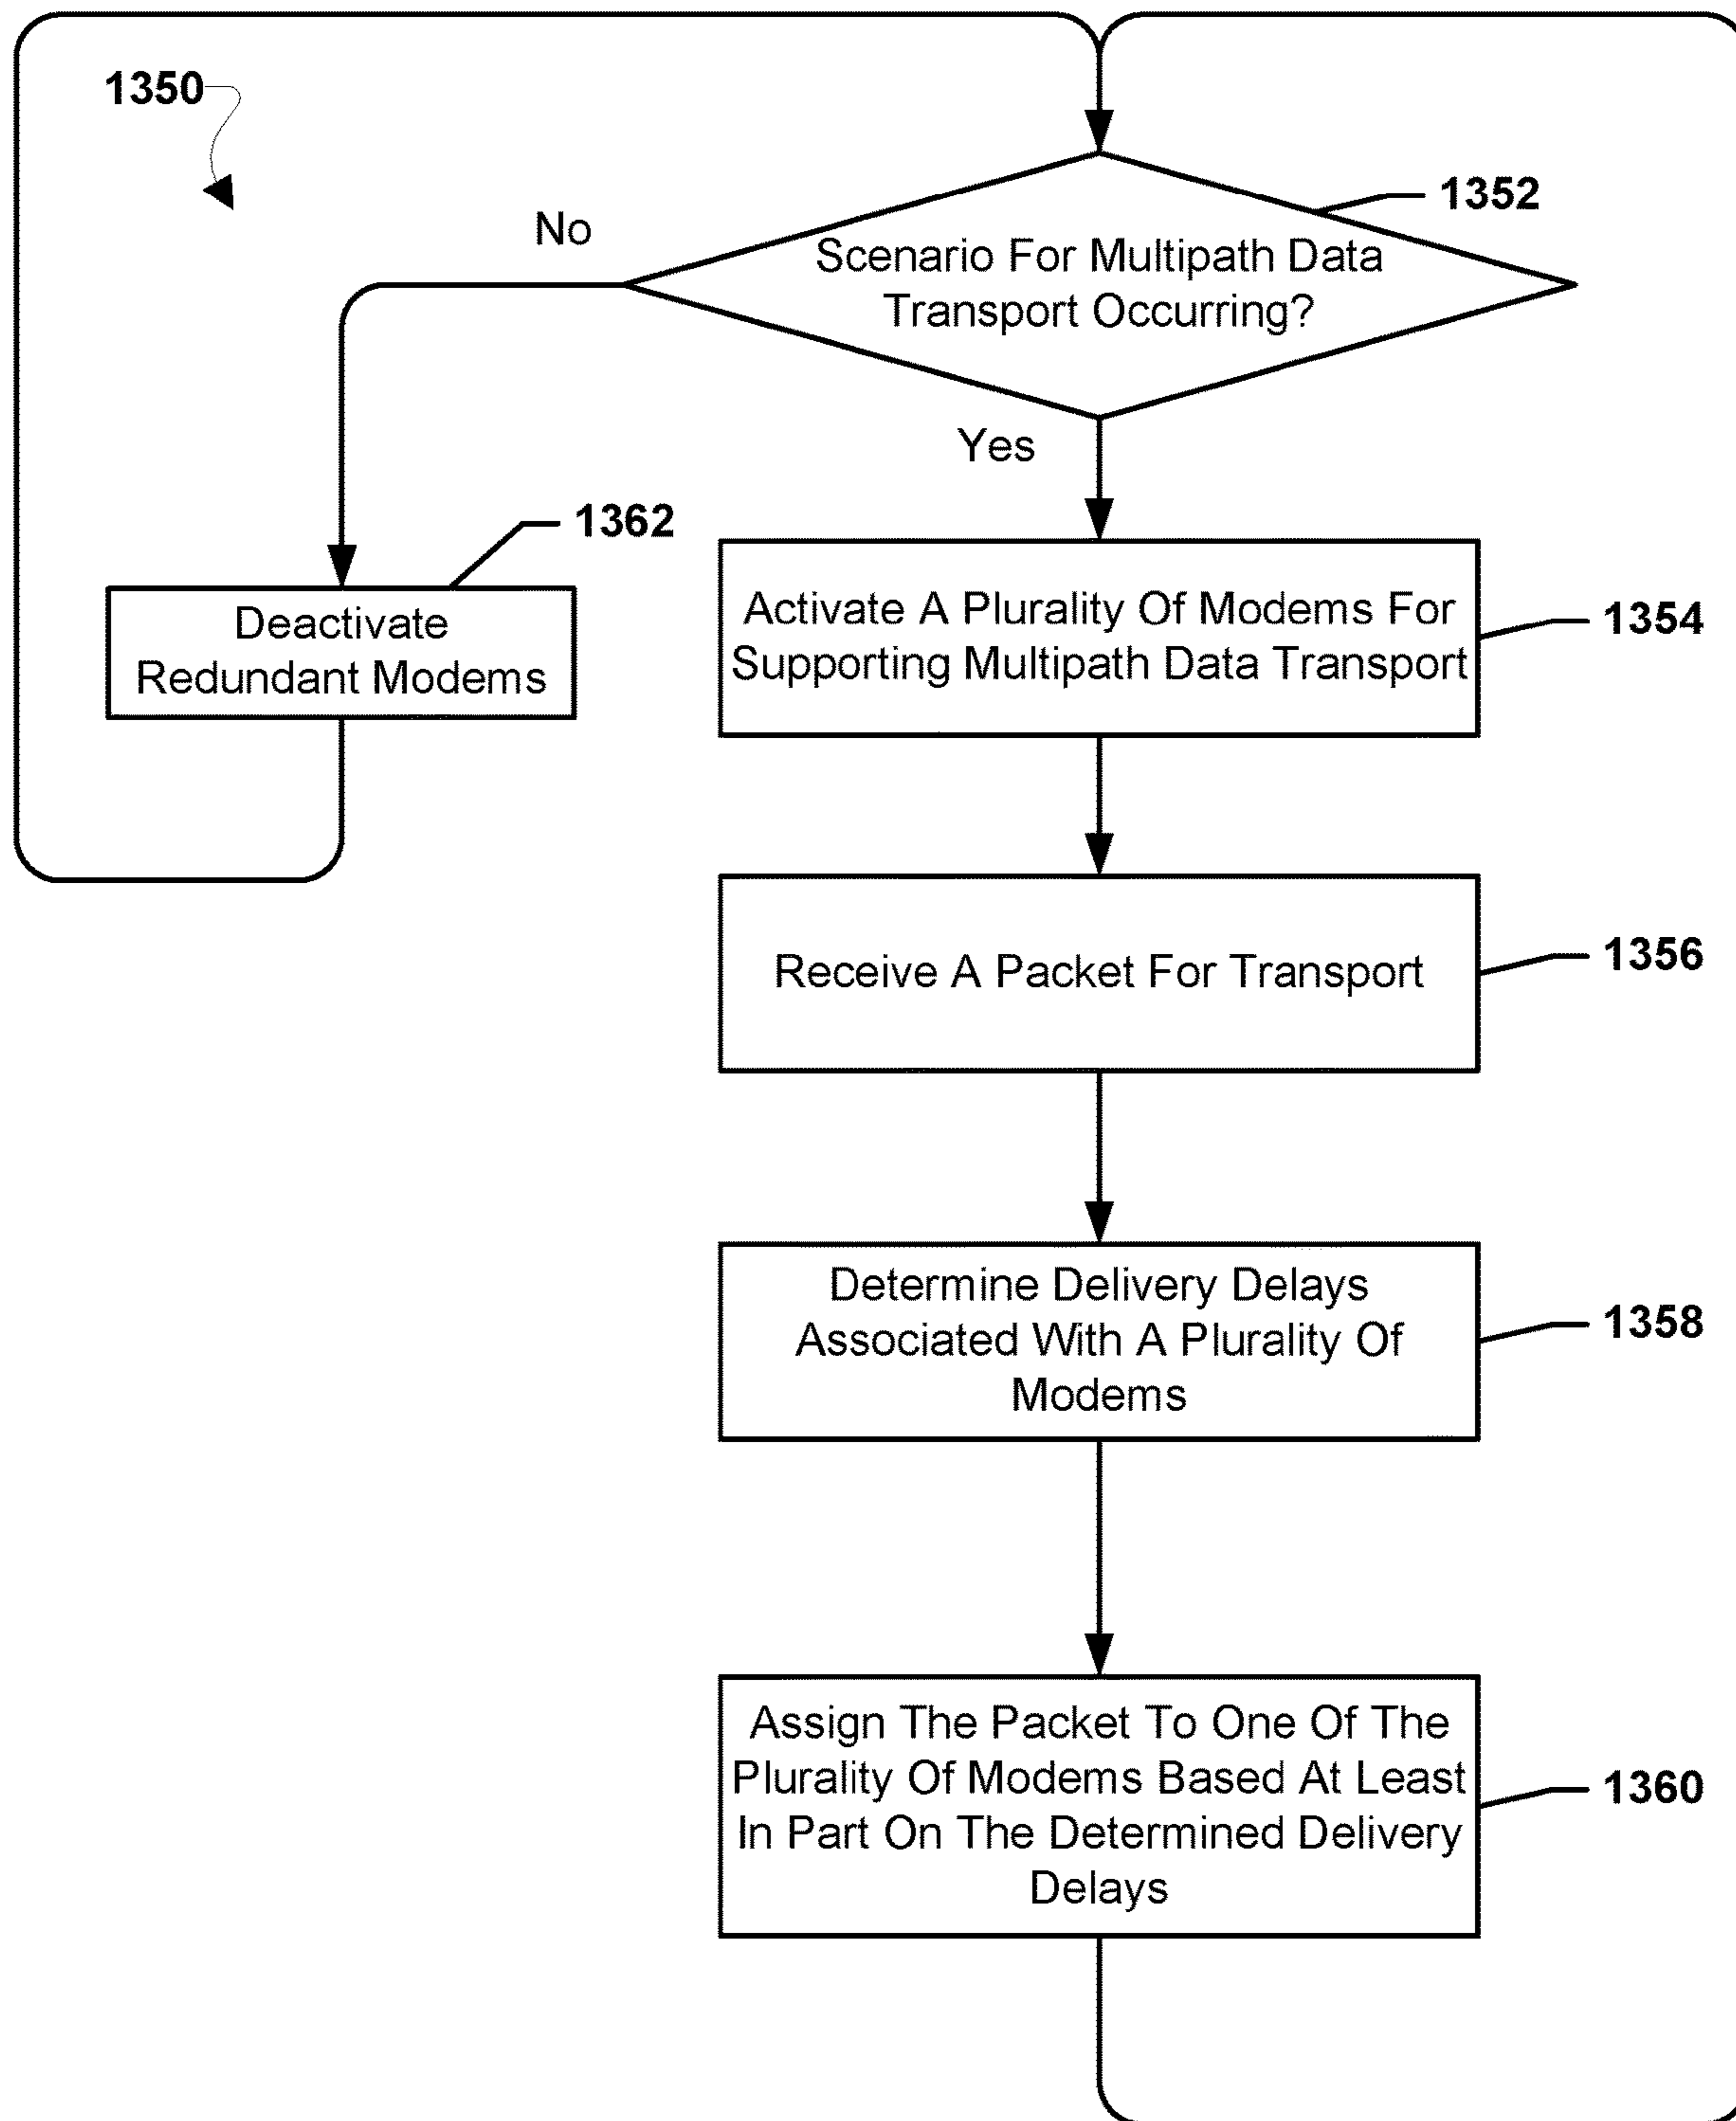 1350
1352
No
Scenario For Multipath Data
Transport Occurring?
Yes
1362
Deactivate
Redundant Modems
Activate A Plurality Of Modems For
Supporting Multipath Data Transport
1354
Receive A Packet For Transport
1356
Determine Delivery Delays
Associated With A Plurality Of
Modems
1358
Assign The Packet To One Of The
Plurality Of Modems Based At Least
In Part On The Determined Delivery
Delays
1360